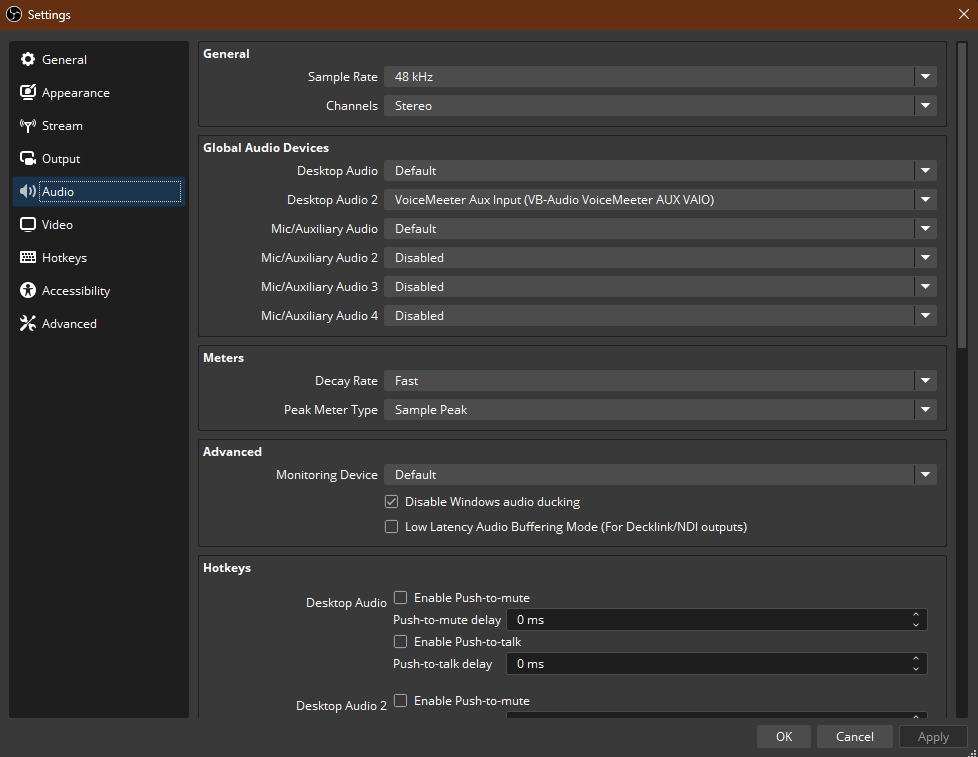 Settings
General
Appearance
Stream
Output
Audio
Video
Hotkeys
Accessibility
Advanced
General
Sample Rate 48 kHz
Channels Stereo
Global Audio Devices
Desktop Audio Default
Desktop Audio 2 VoiceMeeter Aux Input (VB-Audio VoiceMeeter AUX VAIO)
Mic/Auxiliary Audio Default
Mic/Auxiliary Audio 2 Disabled
Mic/Auxiliary Audio 3 Disabled
Mic/Auxiliary Audio 4 Disabled
Meters
Decay Rate Fast
Peak Meter Type Sample Peak
Advanced
Monitoring Device Default
Disable Windows audio ducking
Low Latency Audio Buffering Mode (For Decklink/NDI outputs)
Hotkeys
Desktop Audio Enable Push-to-mute
Push-to-mute delay 0 ms
Enable Push-to-talk
Push-to-talk delay 0 ms
Desktop Audio 2 Enable Push-to-mute
OK Cancel Apply